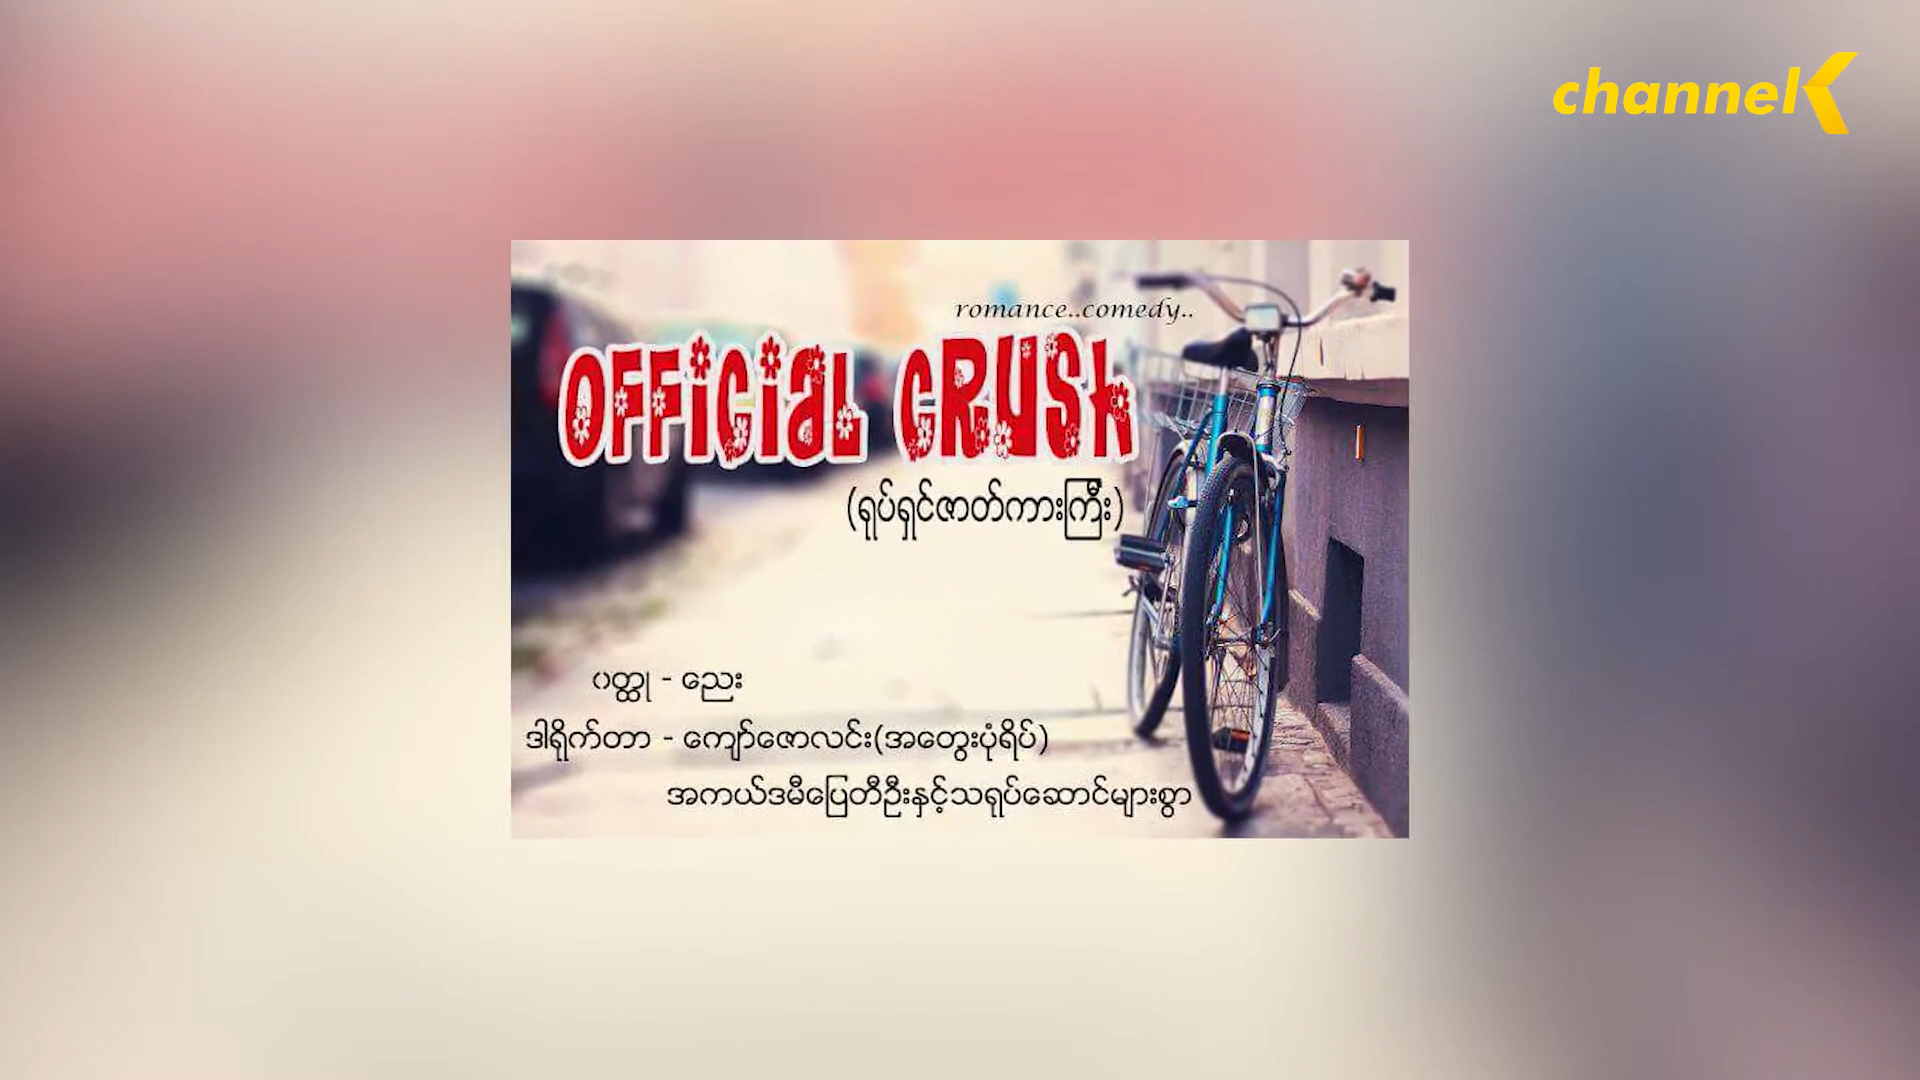 channelK
romance..comedy..
OFFiCiAL CRUSh
(ရုပ်ရှင်ဇာတ်ကားကြီး)
ဝတ္ထု - ညေး
ဒါရိုက်တာ - ကျော်ဇောလင်း(အတွေးပုံရိပ်)
အကယ်ဒမီပြေတီဦးနှင့်သရုပ်ဆောင်များစွာ